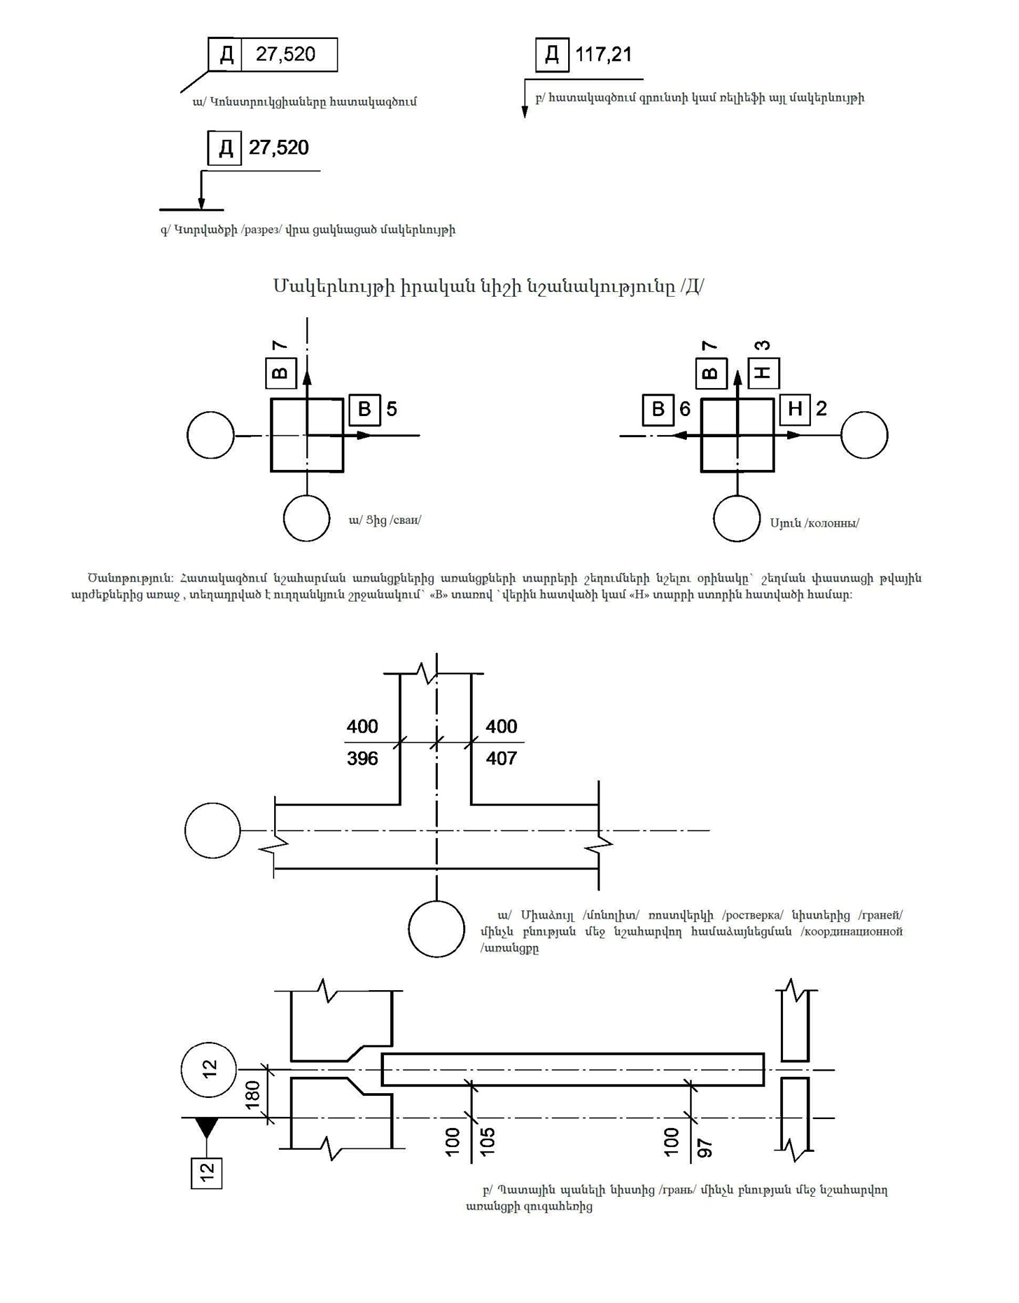 Д 27,520
Д 117,21
ա/ Կոնստրուկցիաները հատակագծում
բ/ հատակագծում գրունտի կամ ռելիեֆի այլ մակերևույթի
Д 27,520
գ/ Կտրվածքի /разрез/ վրա ցակնացած մակերևույթի
Մակերևույթի իրական նիշի նշանակությունը /Д/
В 7
В 5
В 7
Н 3
В 6
Н 2
ա/ Ցից /сваи/
Սյուն /колонны/
Ծանոթություն: Հատակագծում նշահարման առանցքներից առանցքների տարրերի շեղումների նշելու օրինակը` շեղման փաստացի թվային
արժեքներից առաջ , տեղադրված է ուղղանկյուն շրջանակում` «В» տառով `վերին հատվածի կամ «Н» տարրի ստորին հատվածի համար:
400 400
396 407
ա/ Միաձույլ /մոնոլիտ/ ռոստվերկի /ростверка/ նիստերից /граней/
մինչև բնության մեջ նշահարվող համաձայնեցման /координационной
/առանցքը
12
180
12
100
105
100
97
բ/ Պատային պանելի նիստից /грань/ մինչև բնության մեջ նշահարվող
առանցքի զուգահեռից